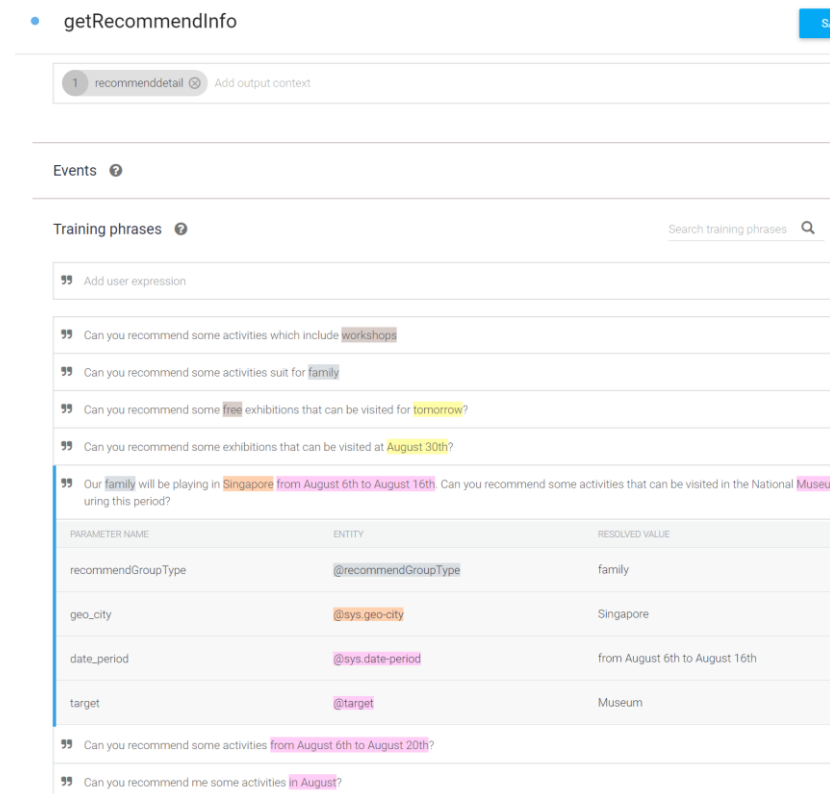 getRecommendInfo
1 recommenddetail Add output context
Events
Training phrases
Search training phrases
Add user expression
Can you recommend some activities which include workshops
Can you recommend some activities suit for family
Can you recommend some free exhibitions that can be visited for tomorrow?
Can you recommend some exhibitions that can be visited at August 30th?
Our family will be playing in Singapore from August 6th to August 16th. Can you recommend some activities that can be visited in the National
uring this period?
PARAMETER NAME ENTITY RESOLVED VALUE
recommendGroupType @recommendGroupType family
geo_city @sys.geo-city Singapore
date_period @sys.date-period from August 6th to August 16th
target @target Museum
Can you recommend some activities from August 6th to August 20th?
Can you recommend me some activities in August?